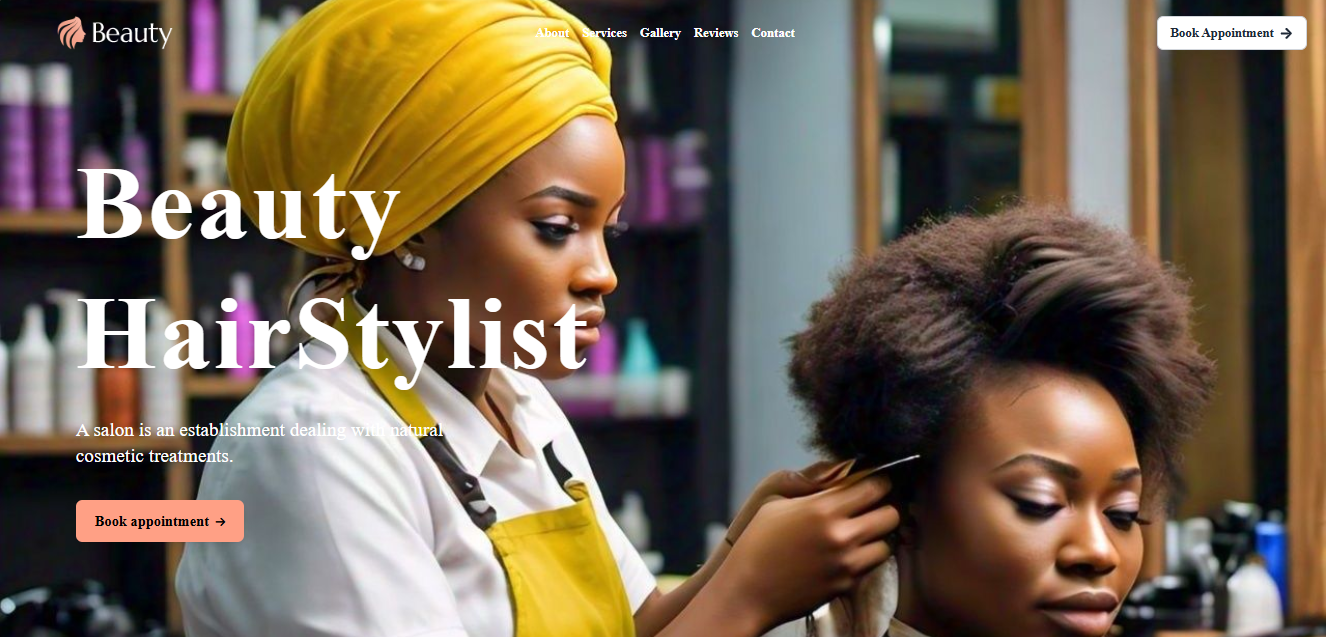 Beauty
About Services Gallery Reviews Contact
Book Appointment →
Beauty
HairStylist
A salon is an establishment dealing with natural
cosmetic treatments.
Book appointment →